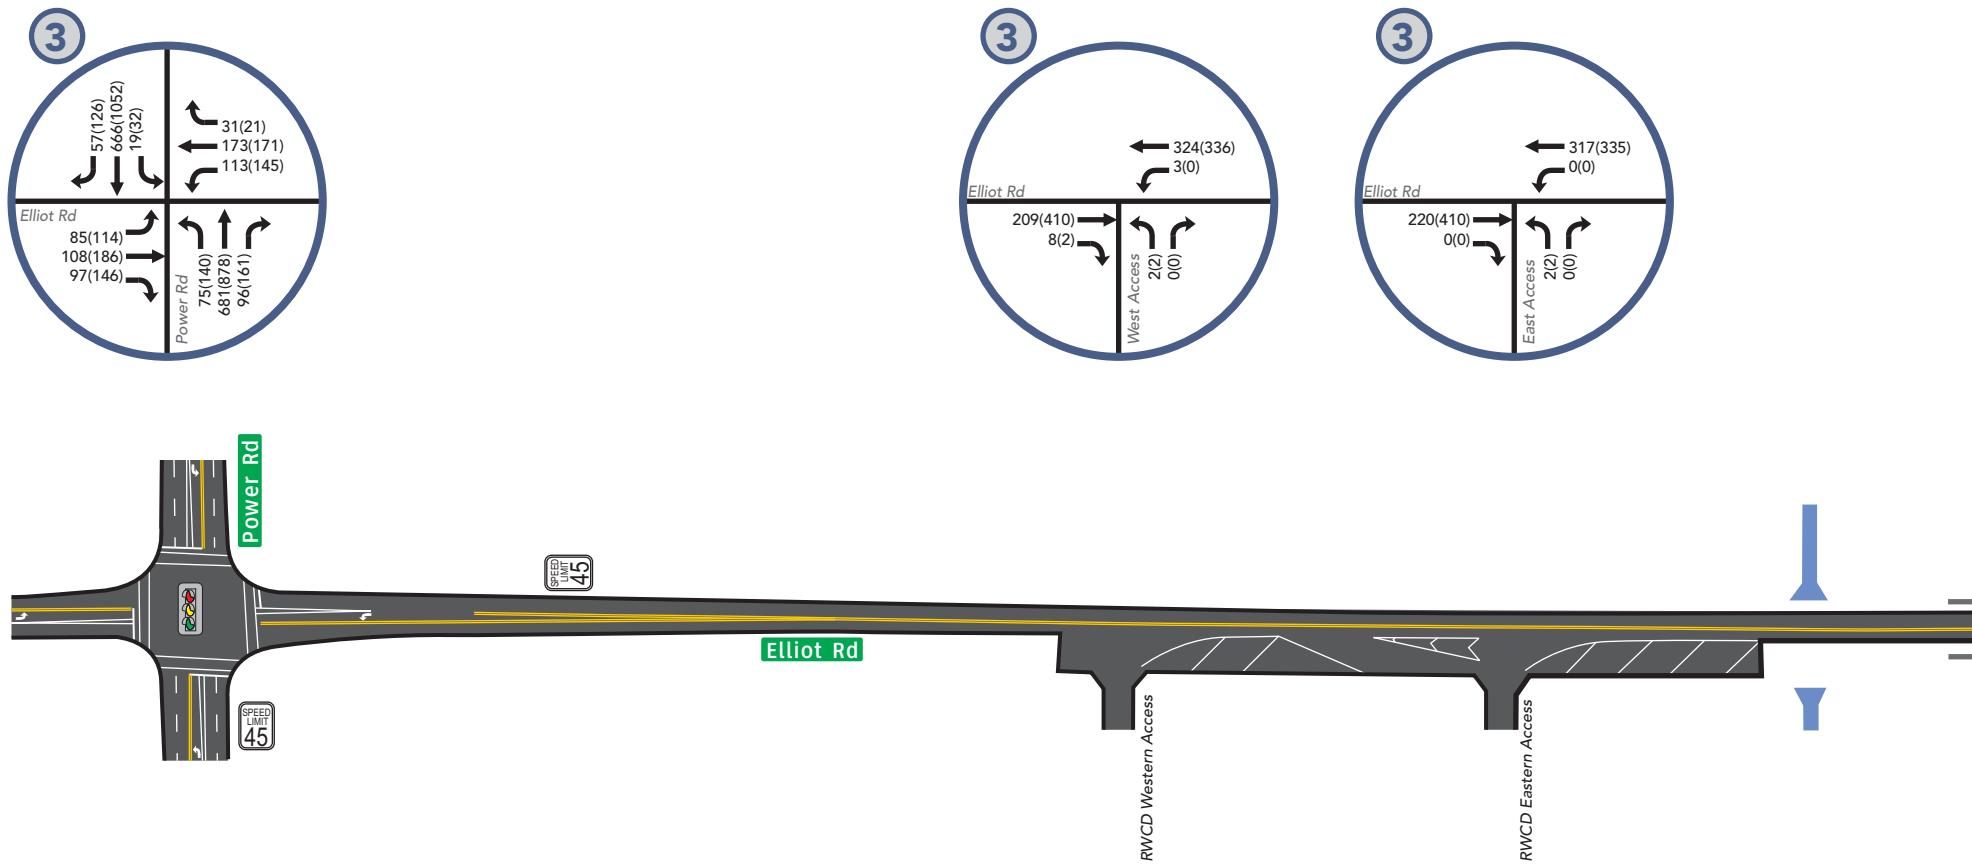 3
57(126)
666(1052)
19(32)
31(21)
173(171)
113(145)
Elliot Rd
85(114)
108(186)
97(146)
Power Rd
75(140)
681(878)
96(161)
3
324(336)
3(0)
Elliot Rd
209(410)
8(2)
West Access
2(2)
0(0)
3
317(335)
0(0)
Elliot Rd
220(410)
0(0)
East Access
2(2)
0(0)
Power Rd
SPEED
LIMIT
45
Elliot Rd
SPEED
LIMIT
45
RWCD Western Access
RWCD Eastern Access